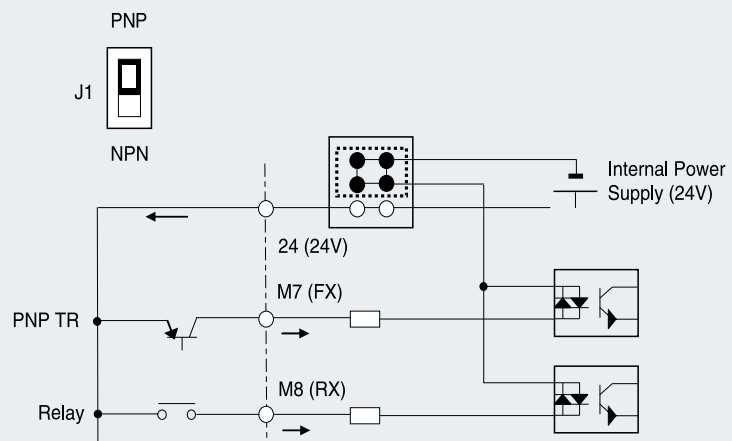 PNP
J1
NPN
Internal Power
Supply (24V)
24 (24V)
M7 (FX)
PNP TR
M8 (RX)
Relay